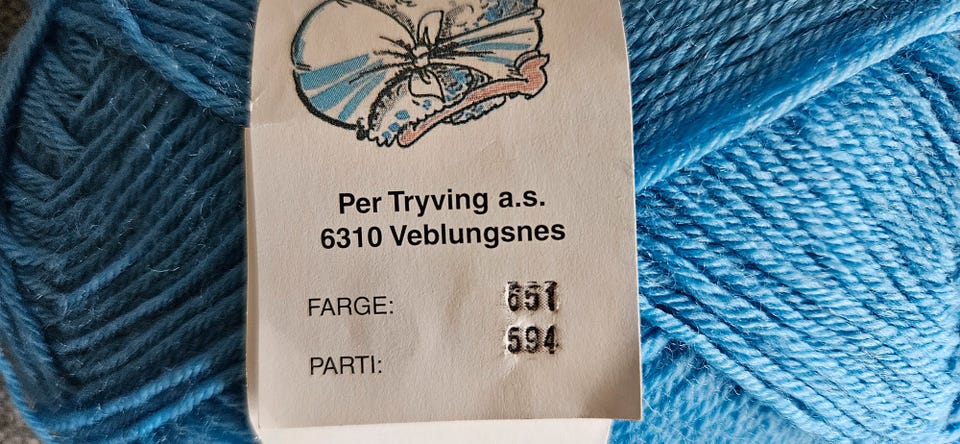 Per Tryving a.s.
6310 Veblungsnes
FARGE: 651
PARTI: 594